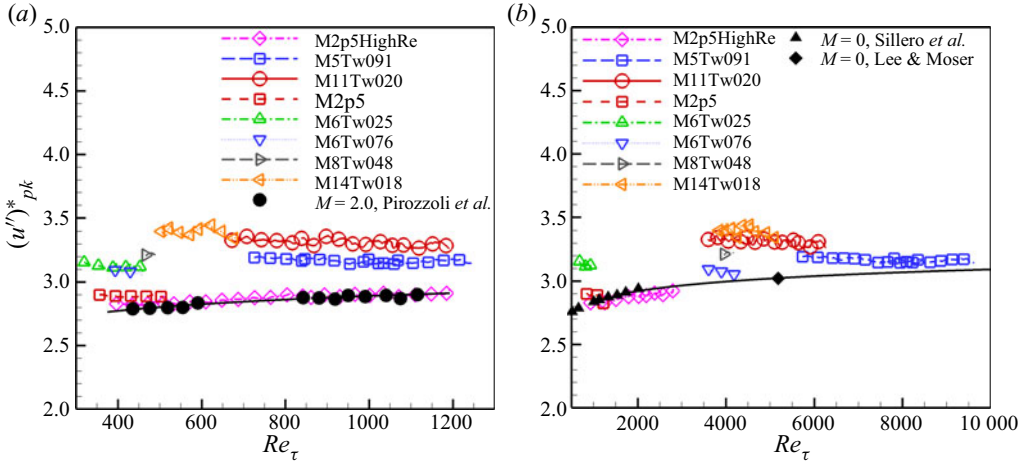 (a)
5.0
4.5
4.0
3.5
3.0
2.5
2.0
(u″)*pk
M2p5HighRe
M5Tw091
M11Tw020
M2p5
M6Tw025
M6Tw076
M8Tw048
M14Tw018
M = 2.0, Pirozzoli et al.
400 600 800 1000 1200
Reτ
(b)
5.0
4.5
4.0
3.5
3.0
2.5
2.0
M2p5HighRe
M5Tw091
M11Tw020
M2p5
M6Tw025
M6Tw076
M8Tw048
M14Tw018
M = 0, Sillero et al.
M = 0, Lee & Moser
2000 4000 6000 8000 10 000
Reτ